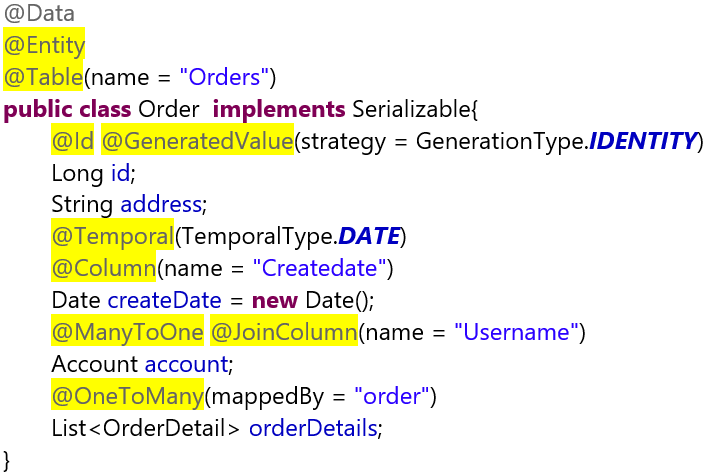 @Data
@Entity
@Table(name = "Orders")
public class Order  implements Serializable{
@Id @GeneratedValue(strategy = GenerationType.IDENTITY)
Long id;
String address;
@Temporal(TemporalType.DATE)
@Column(name = "Createdate")
Date createDate = new Date();
@ManyToOne @JoinColumn(name = "Username")
Account account;
@OneToMany(mappedBy = "order")
List<OrderDetail> orderDetails;
}